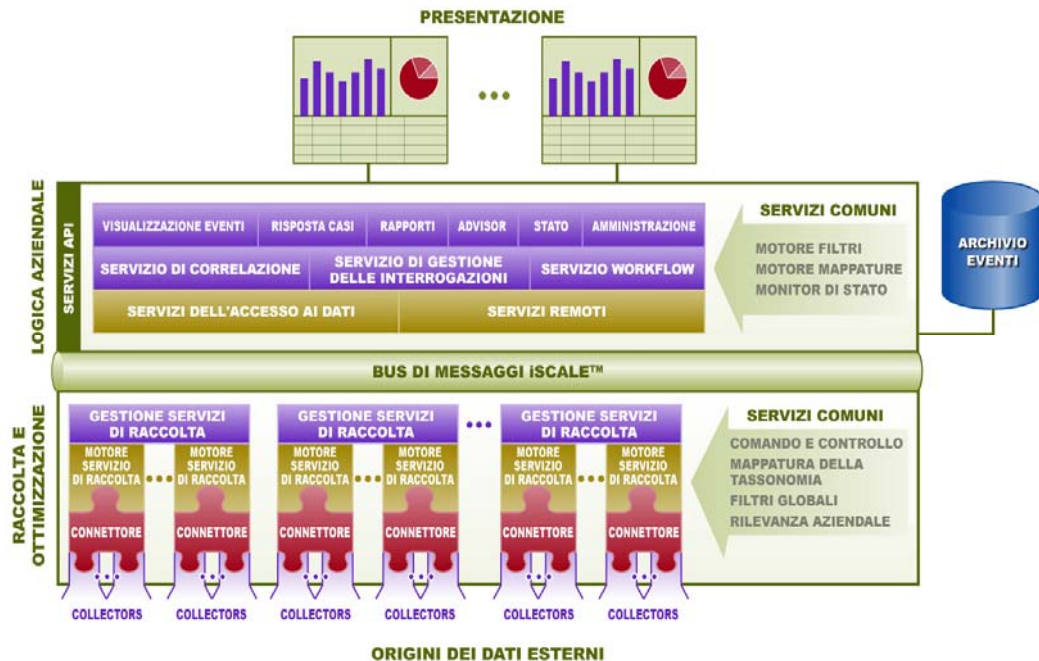 PRESENTAZIONE
LOGICA AZIENDALE
SERVIZI API
VISUALIZZAZIONE EVENTI
RISPOSTA CASI
RAPPORTI
ADVISOR
STATO
AMMINISTRAZIONE
SERVIZIO DI CORRELAZIONE
SERVIZIO DI GESTIONE
DELLE INTERROGAZIONI
SERVIZIO WORKFLOW
SERVIZI DELL'ACCESSO AI DATI
SERVIZI REMOTI
SERVIZI COMUNI
MOTORE FILTRI
MOTORE MAPPATURE
MONITOR DI STATO
ARCHIVIO
EVENTI
BUS DI MESSAGGI iSCALE™
RACCOLTA E
OTTIMIZZAZIONE
GESTIONE SERVIZI
DI RACCOLTA
GESTIONE SERVIZI
DI RACCOLTA
GESTIONE SERVIZI
DI RACCOLTA
MOTORE
SERVIZIO
DI RACCOLTA
MOTORE
SERVIZIO
DI RACCOLTA
MOTORE
SERVIZIO
DI RACCOLTA
MOTORE
SERVIZIO
DI RACCOLTA
MOTORE
SERVIZIO
DI RACCOLTA
MOTORE
SERVIZIO
DI RACCOLTA
CONNETTORE
CONNETTORE
CONNETTORE
CONNETTORE
CONNETTORE
CONNETTORE
COLLECTORS
COLLECTORS
COLLECTORS
COLLECTORS
COLLECTORS
COLLECTORS
SERVIZI COMUNI
COMANDO E CONTROLLO
MAPPATURA DELLA
TASSONOMIA
FILTRI GLOBALI
RILEVANZA AZIENDALE
ORIGINI DEI DATI ESTERNI